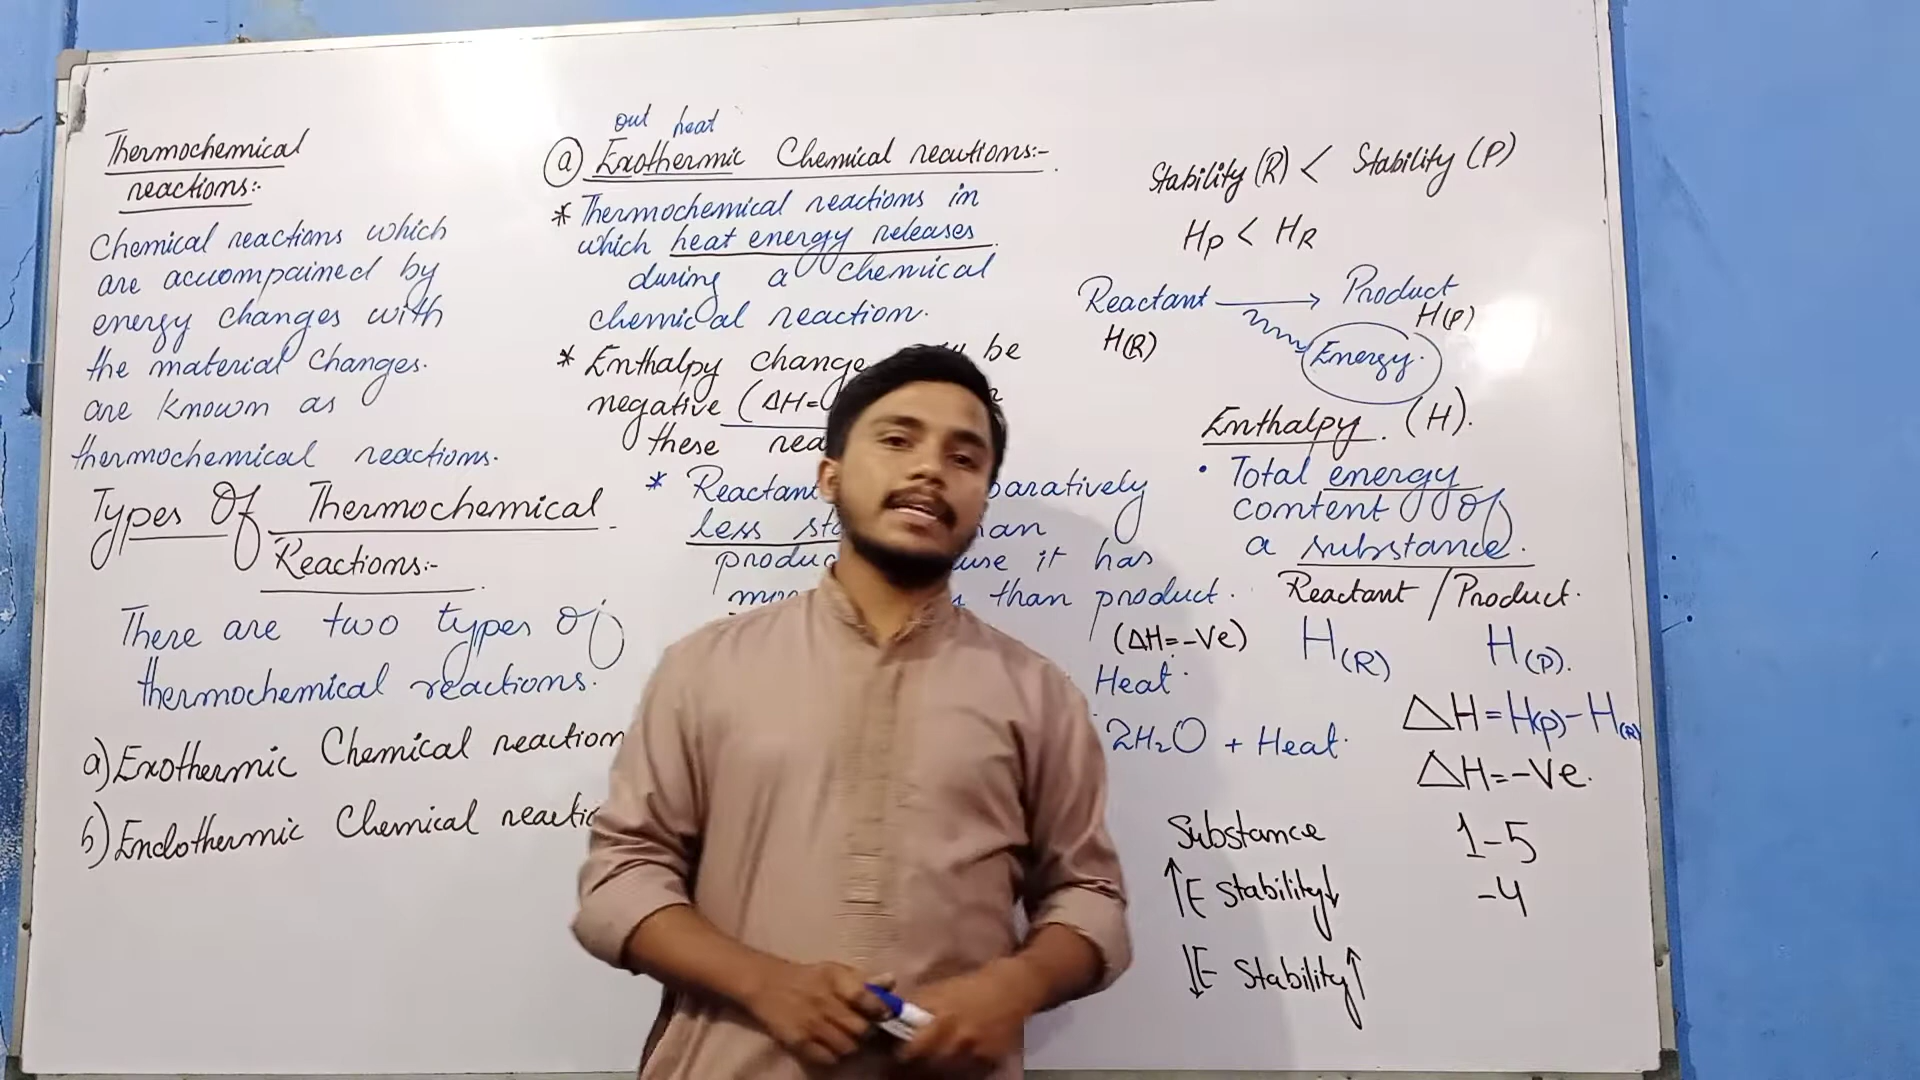 Thermochemical
reactions:-
Chemical reactions which
are accompained by
energy changes with
the material changes.
are known as
thermochemical reactions.
Types Of Thermochemical
Reactions:-
There are two types of
thermochemical reactions.
a) Exothermic Chemical reaction
b) Endothermic Chemical reactio
out heat
(a) Exothermic Chemical reactions:-
* Thermochemical reactions in
which heat energy releases
during a chemical
chemical reaction.
* Enthalpy change be
negative (ΔH=
these rea
* Reactant paratively
less sta than
produc use it has
mor than product.
(ΔH=-Ve)
Heat.
2H₂O + Heat.
Stability (R) < Stability (P)
Hp < HR
Reactant → Product
H(R) H(P)
Energy.
Enthalpy. (H).
• Total energy
content of
a substance.
Reactant / Product.
H(R) H(P).
ΔH=H(p)-H(R)
ΔH=-Ve.
Substance 1-5
↑E Stability↓ -4
↓E Stability↑